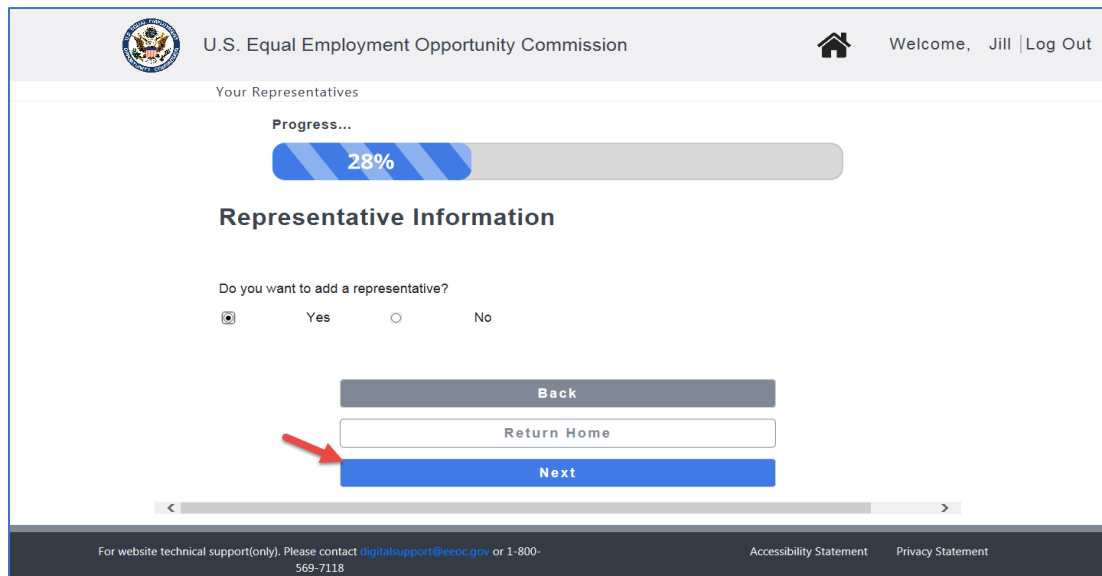 U.S. Equal Employment Opportunity Commission
Welcome, Jill | Log Out
Your Representatives
Progress...
28%
Representative Information
Do you want to add a representative?
Yes No
Back
Return Home
Next
For website technical support(only). Please contact digitalsupport@eeoc.gov or 1-800-
569-7118
Accessibility Statement Privacy Statement